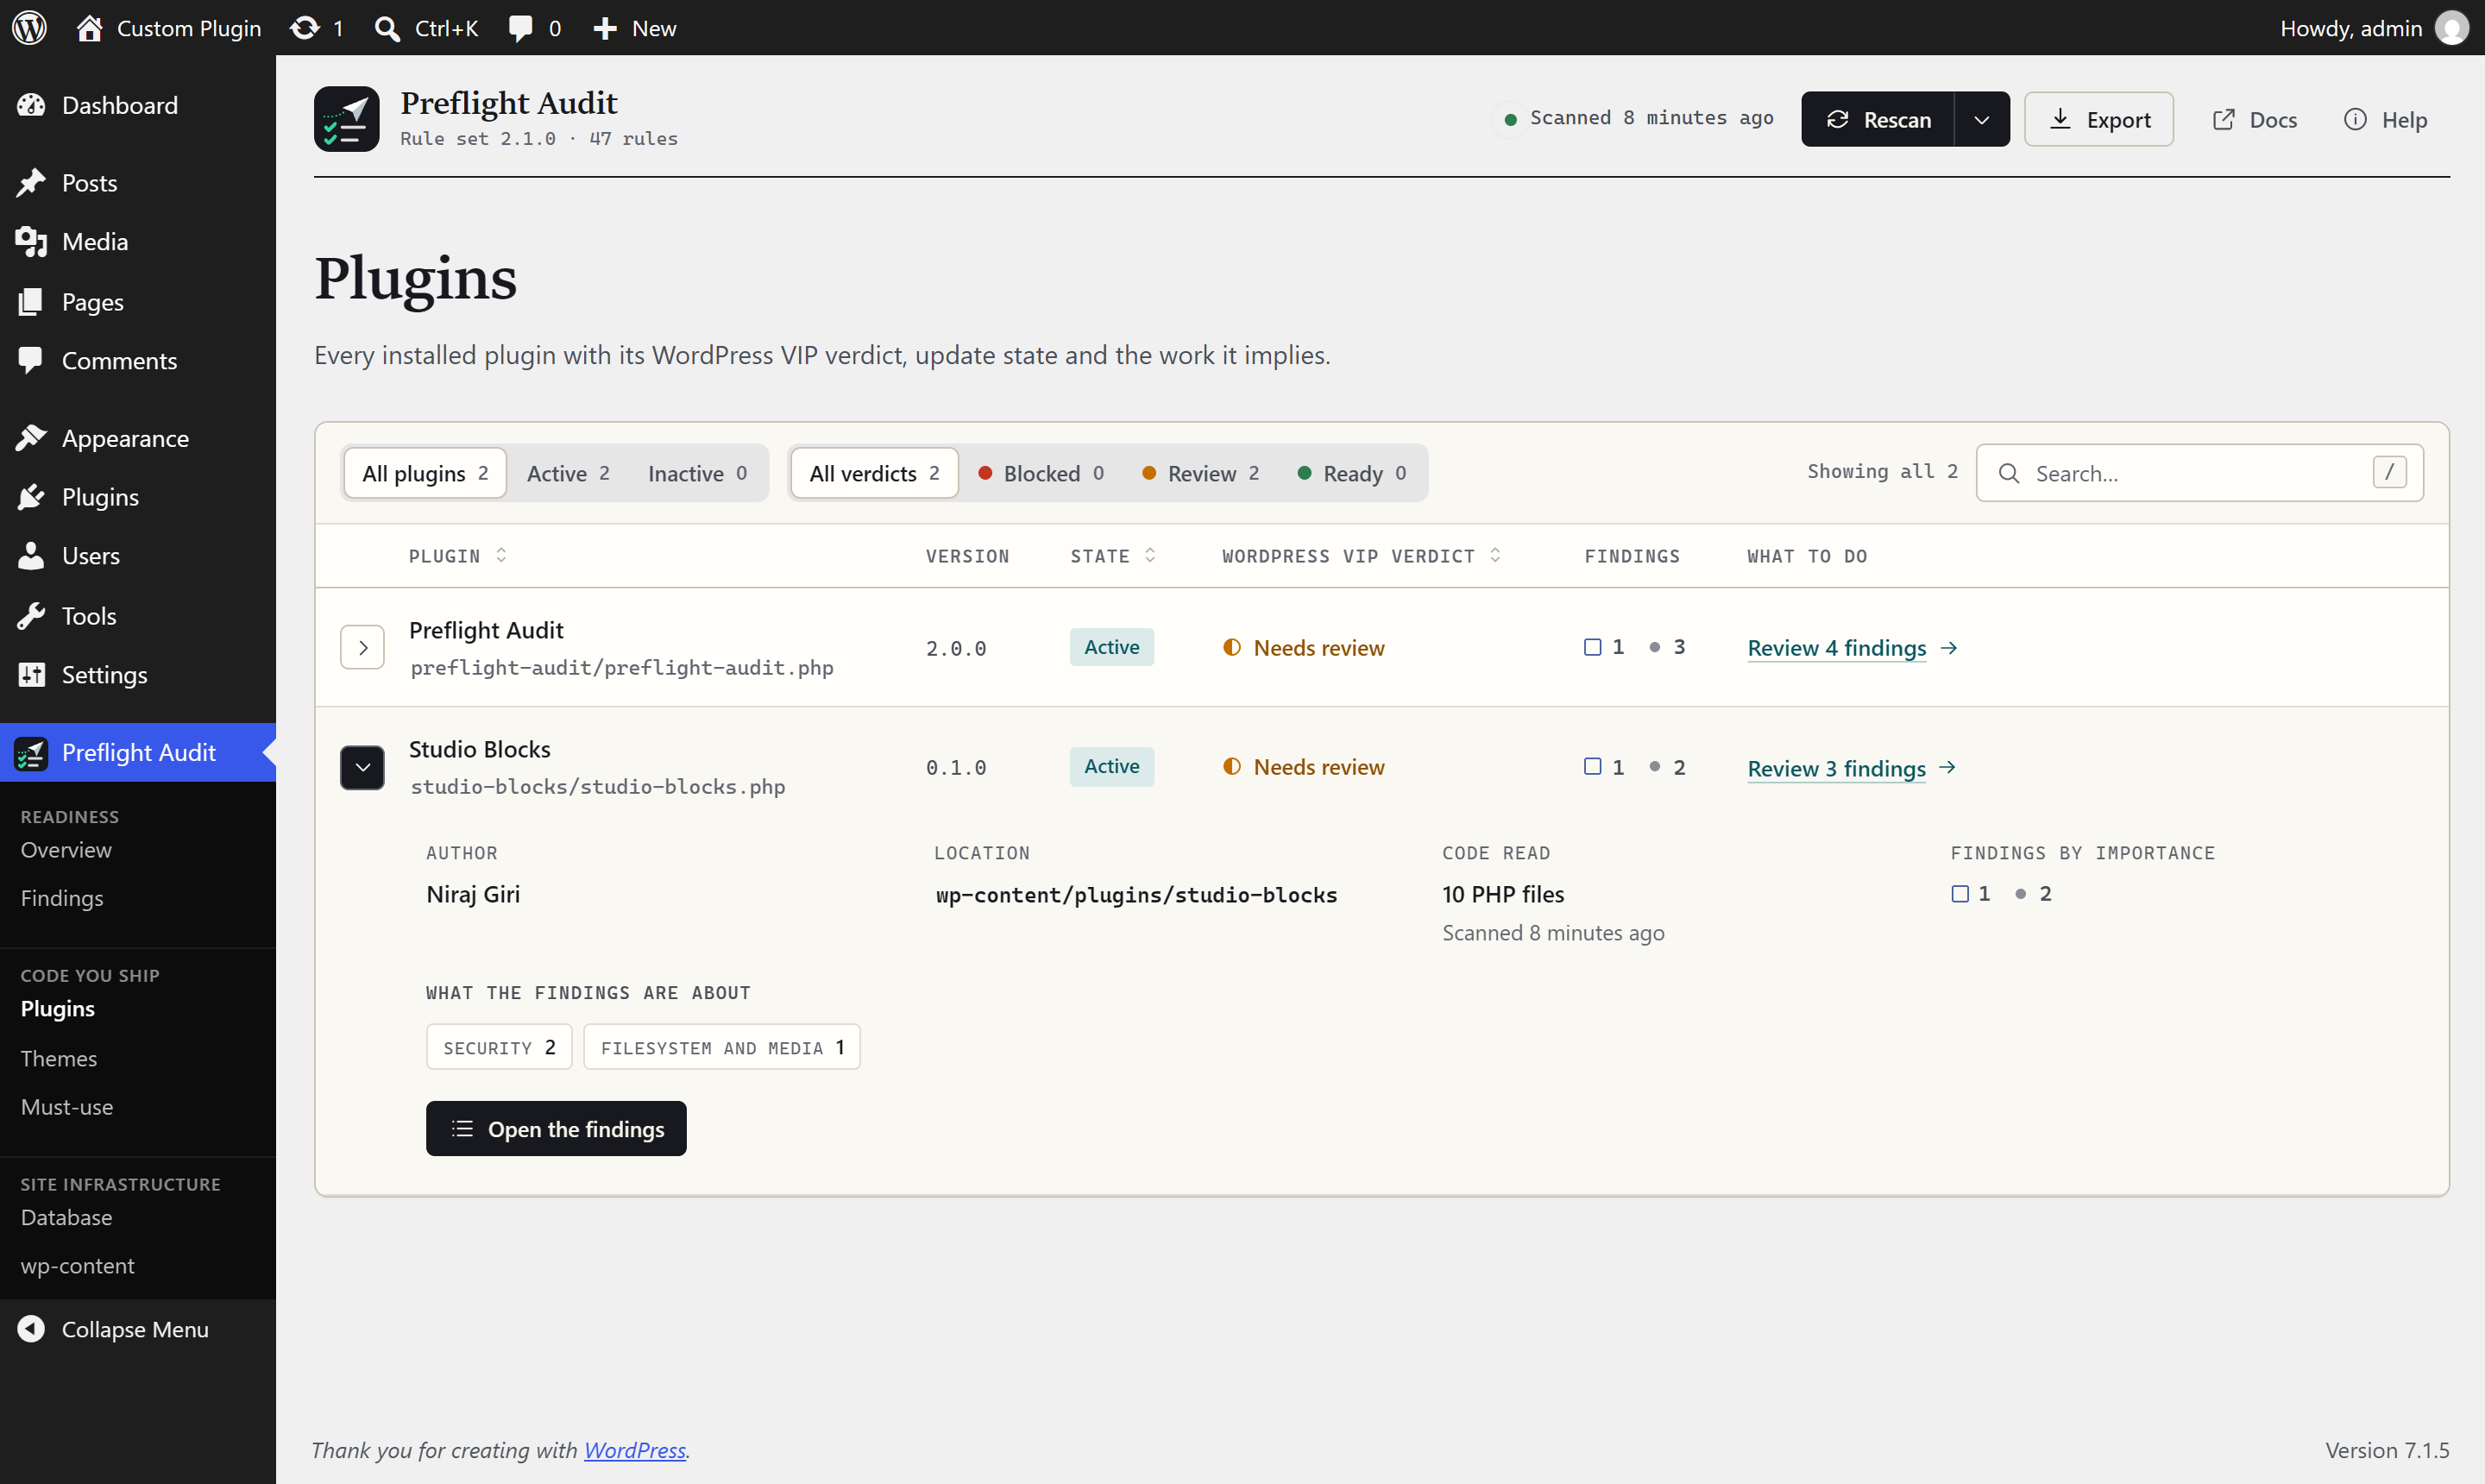 Custom Plugin 1 Ctrl+K 0 New Howdy, admin
Dashboard
Posts
Media
Pages
Comments
Appearance
Plugins
Users
Tools
Settings
Preflight Audit
READINESS
Overview
Findings
CODE YOU SHIP
Plugins
Themes
Must-use
SITE INFRASTRUCTURE
Database
wp-content
Collapse Menu
Preflight Audit
Rule set 2.1.0 · 47 rules
Scanned 8 minutes ago Rescan Export Docs Help
Plugins
Every installed plugin with its WordPress VIP verdict, update state and the work it implies.
All plugins 2 Active 2 Inactive 0 All verdicts 2 Blocked 0 Review 2 Ready 0 Showing all 2 Search... /
PLUGIN VERSION STATE WORDPRESS VIP VERDICT FINDINGS WHAT TO DO
Preflight Audit
preflight-audit/preflight-audit.php
2.0.0 Active Needs review 1 3 Review 4 findings →
Studio Blocks
studio-blocks/studio-blocks.php
0.1.0 Active Needs review 1 2 Review 3 findings →
AUTHOR LOCATION CODE READ FINDINGS BY IMPORTANCE
Niraj Giri wp-content/plugins/studio-blocks 10 PHP files 1 2
Scanned 8 minutes ago
WHAT THE FINDINGS ARE ABOUT
SECURITY 2 FILESYSTEM AND MEDIA 1
Open the findings
Thank you for creating with WordPress. Version 7.1.5